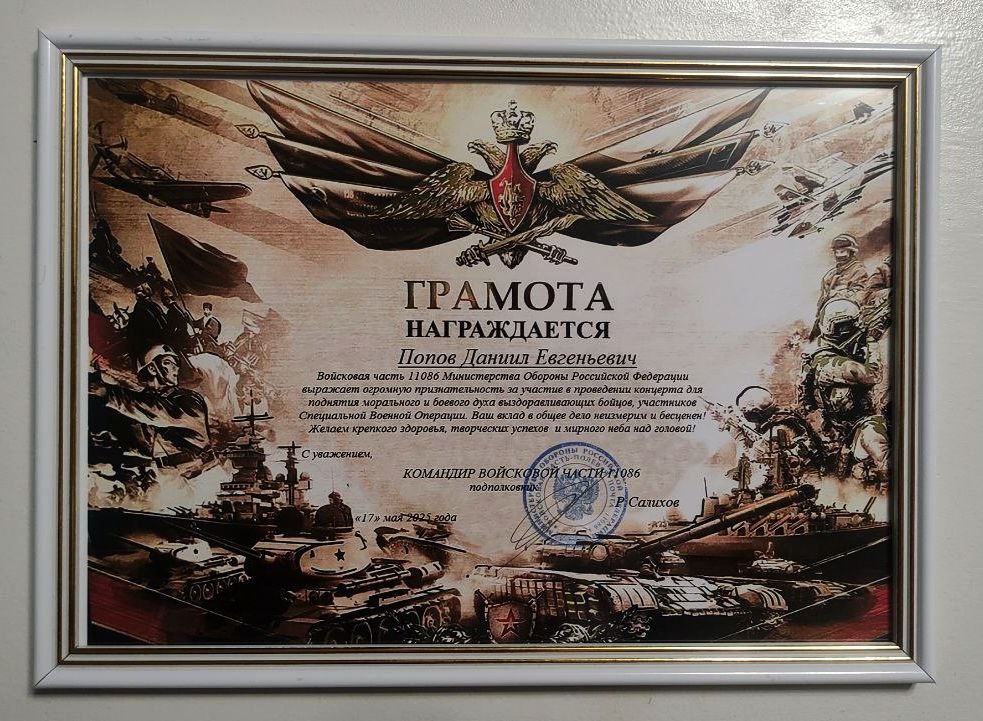 ГРАМОТА
НАГРАЖДАЕТСЯ
Попов Даниил Евгеньевич
Войсковая часть 11086 Министерства Обороны Российской Федерации
выражает огромную признательность за участие в проведении концерта для
поднятия морального и боевого духа выздоравливающих бойцов, участников
Специальной Военной Операции. Ваш вклад в общее дело неизмерим и бесценен!
Желаем крепкого здоровья, творческих успехов и мирного неба над головой!
С уважением,
КОМАНДИР ВОЙСКОВОЙ ЧАСТИ 11086
подполковник
Р.Салихов
«17» мая 2025 года